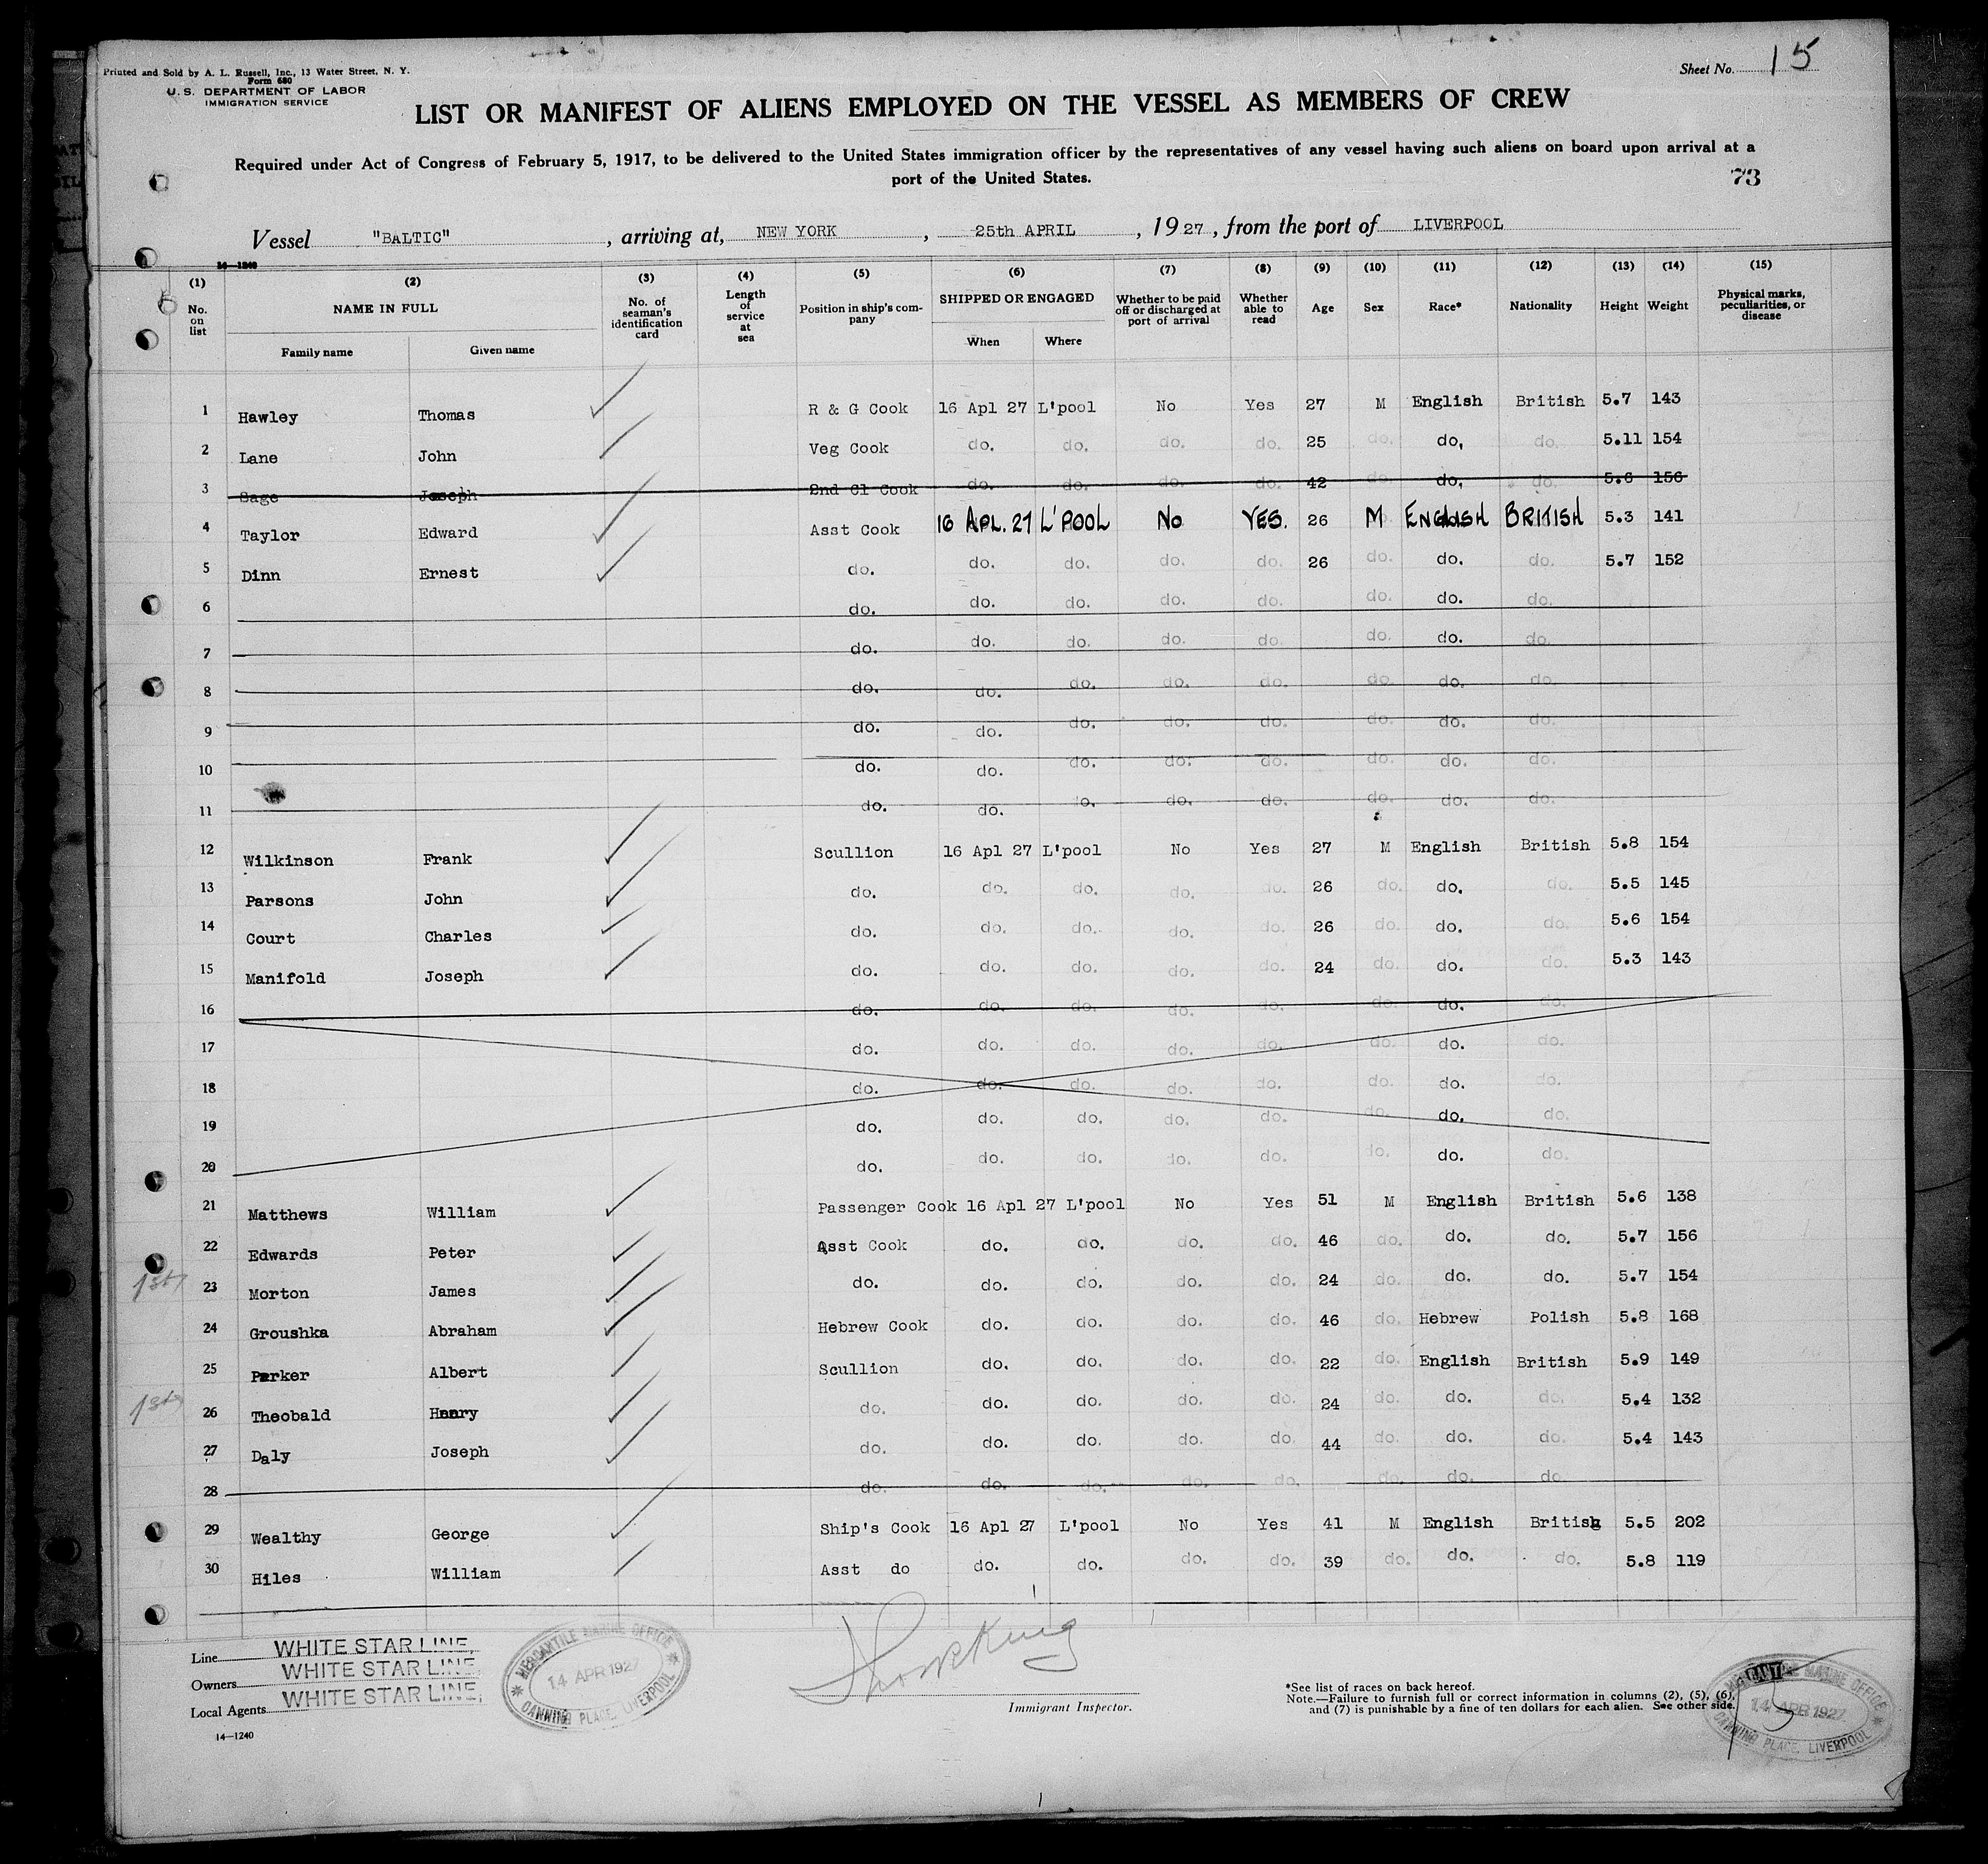 Printed and Sold by A. L. Russell, Inc., 13 Water Street, N. Y.
Form 680
U. S. DEPARTMENT OF LABOR
IMMIGRATION SERVICE
Sheet No. 15
LIST OR MANIFEST OF ALIENS EMPLOYED ON THE VESSEL AS MEMBERS OF CREW
Required under Act of Congress of February 5, 1917, to be delivered to the United States immigration officer by the representatives of any vessel having such aliens on board upon arrival at a
port of the United States.
73
Vessel "BALTIC", arriving at, NEW YORK, 25th APRIL, 1927, from the port of LIVERPOOL
14—1240
(1) (2) (3) (4) (5) (6) (7) (8) (9) (10) (11) (12) (13) (14) (15)
No. on list NAME IN FULL Family name Given name No. of seaman's identification card Length of service at sea Position in ship's company SHIPPED OR ENGAGED When Where Whether to be paid off or discharged at port of arrival Whether able to read Age Sex Race* Nationality Height Weight Physical marks, peculiarities, or disease
1 Hawley Thomas R & G Cook 16 Apl 27 L'pool No Yes 27 M English British 5.7 143
2 Lane John Veg Cook do. do. do. do. 25 do. do, do. 5.11 154
3 Sage Joseph 2nd Cl Cook do. do. do. do. 42 do. do, do. 5.6 156
4 Taylor Edward Asst Cook 16 APL. 27 L'POOL No YES. 26 M ENGLISH BRITISH 5.3 141
5 Dinn Ernest do. do. do. do. do. 26 do. do. do. 5.7 152
6 do. do. do. do. do. do. do. do.
7 do. do. do. do. do. do. do. do.
8 do. do. do. do. do. do. do. do.
9 do. do. do. do. do. do. do. do.
10 do. do. do. do. do. do. do. do.
11 do. do. do. do. do. do. do. do.
12 Wilkinson Frank Scullion 16 Apl 27 L'pool No Yes 27 M English British 5.8 154
13 Parsons John do. do. do. do. do. 26 do. do. do. 5.5 145
14 Court Charles do. do. do. do. do. 26 do. do. do. 5.6 154
15 Manifold Joseph do. do. do. do. do. 24 do. do. do. 5.3 143
16 do. do. do. do. do. do. do. do.
17 do. do. do. do. do. do. do. do.
18 do. do. do. do. do. do. do. do.
19 do. do. do. do. do. do. do. do.
20 do. do. do. do. do. do. do. do.
21 Matthews William Passenger Cook 16 Apl 27 L'pool No Yes 51 M English British 5.6 138
22 Edwards Peter Asst Cook do. do. do. do. 46 do. do. do. 5.7 156
1st 23 Morton James do. do. do. do. do. 24 do. do. do. 5.7 154
24 Groushka Abraham Hebrew Cook do. do. do. do. 46 do. Hebrew Polish 5.8 168
25 Parker Albert Scullion do. do. do. do. 22 do. English British 5.9 149
1st 26 Theobald Henry do. do. do. do. do. 24 do. do. do. 5.4 132
27 Daly Joseph do. do. do. do. do. 44 do. do. do. 5.4 143
28 do. do. do. do. do. do. do. do
29 Wealthy George Ship's Cook 16 Apl 27 L'pool No Yes 41 M English British 5.5 202
30 Hiles William Asst do do. do. do. do. 39 do. do. do. 5.8 119
Line WHITE STAR LINE,
Owners WHITE STAR LINE,
Local Agents WHITE STAR LINE,
14—1240
MERCANTILE MARINE OFFICE
14 APR 1927
CANNING PLACE, LIVERPOOL
Immigrant Inspector.
*See list of races on back hereof.
Note.—Failure to furnish full or correct information in columns (2), (5), (6),
and (7) is punishable by a fine of ten dollars for each alien. See other side.
MERCANTILE MARINE OFFICE
14 APR 1927
CANNING PLACE, LIVERPOOL